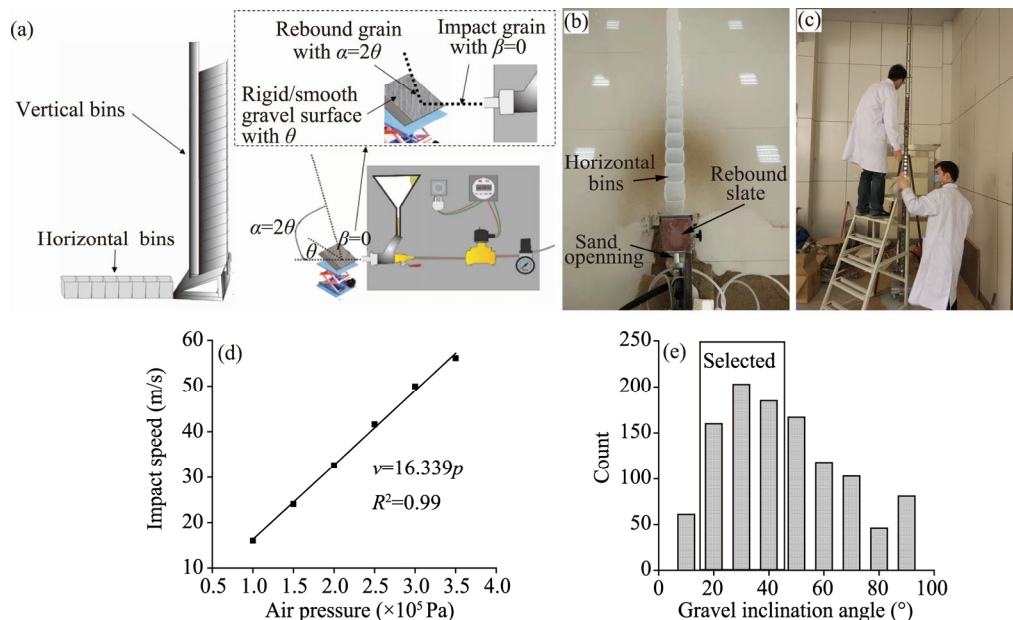 (a)
Vertical bins
Horizontal bins
Rebound grain
with α=2θ
Impact grain
with β=0
Rigid/smooth
gravel surface
with θ
α=2θ
θ
β=0
(b)
Horizontal
bins
Rebound
slate
Sand
openning
(c)
(d)
Impact speed (m/s)
60
50
40
30
20
10
v=16.339p
R²=0.99
0.5
1.0
1.5
2.0
2.5
3.0
3.5
4.0
Air pressure (×10⁵ Pa)
(e)
Selected
Count
250
200
150
100
50
0
0
20
40
60
80
100
Gravel inclination angle (°)